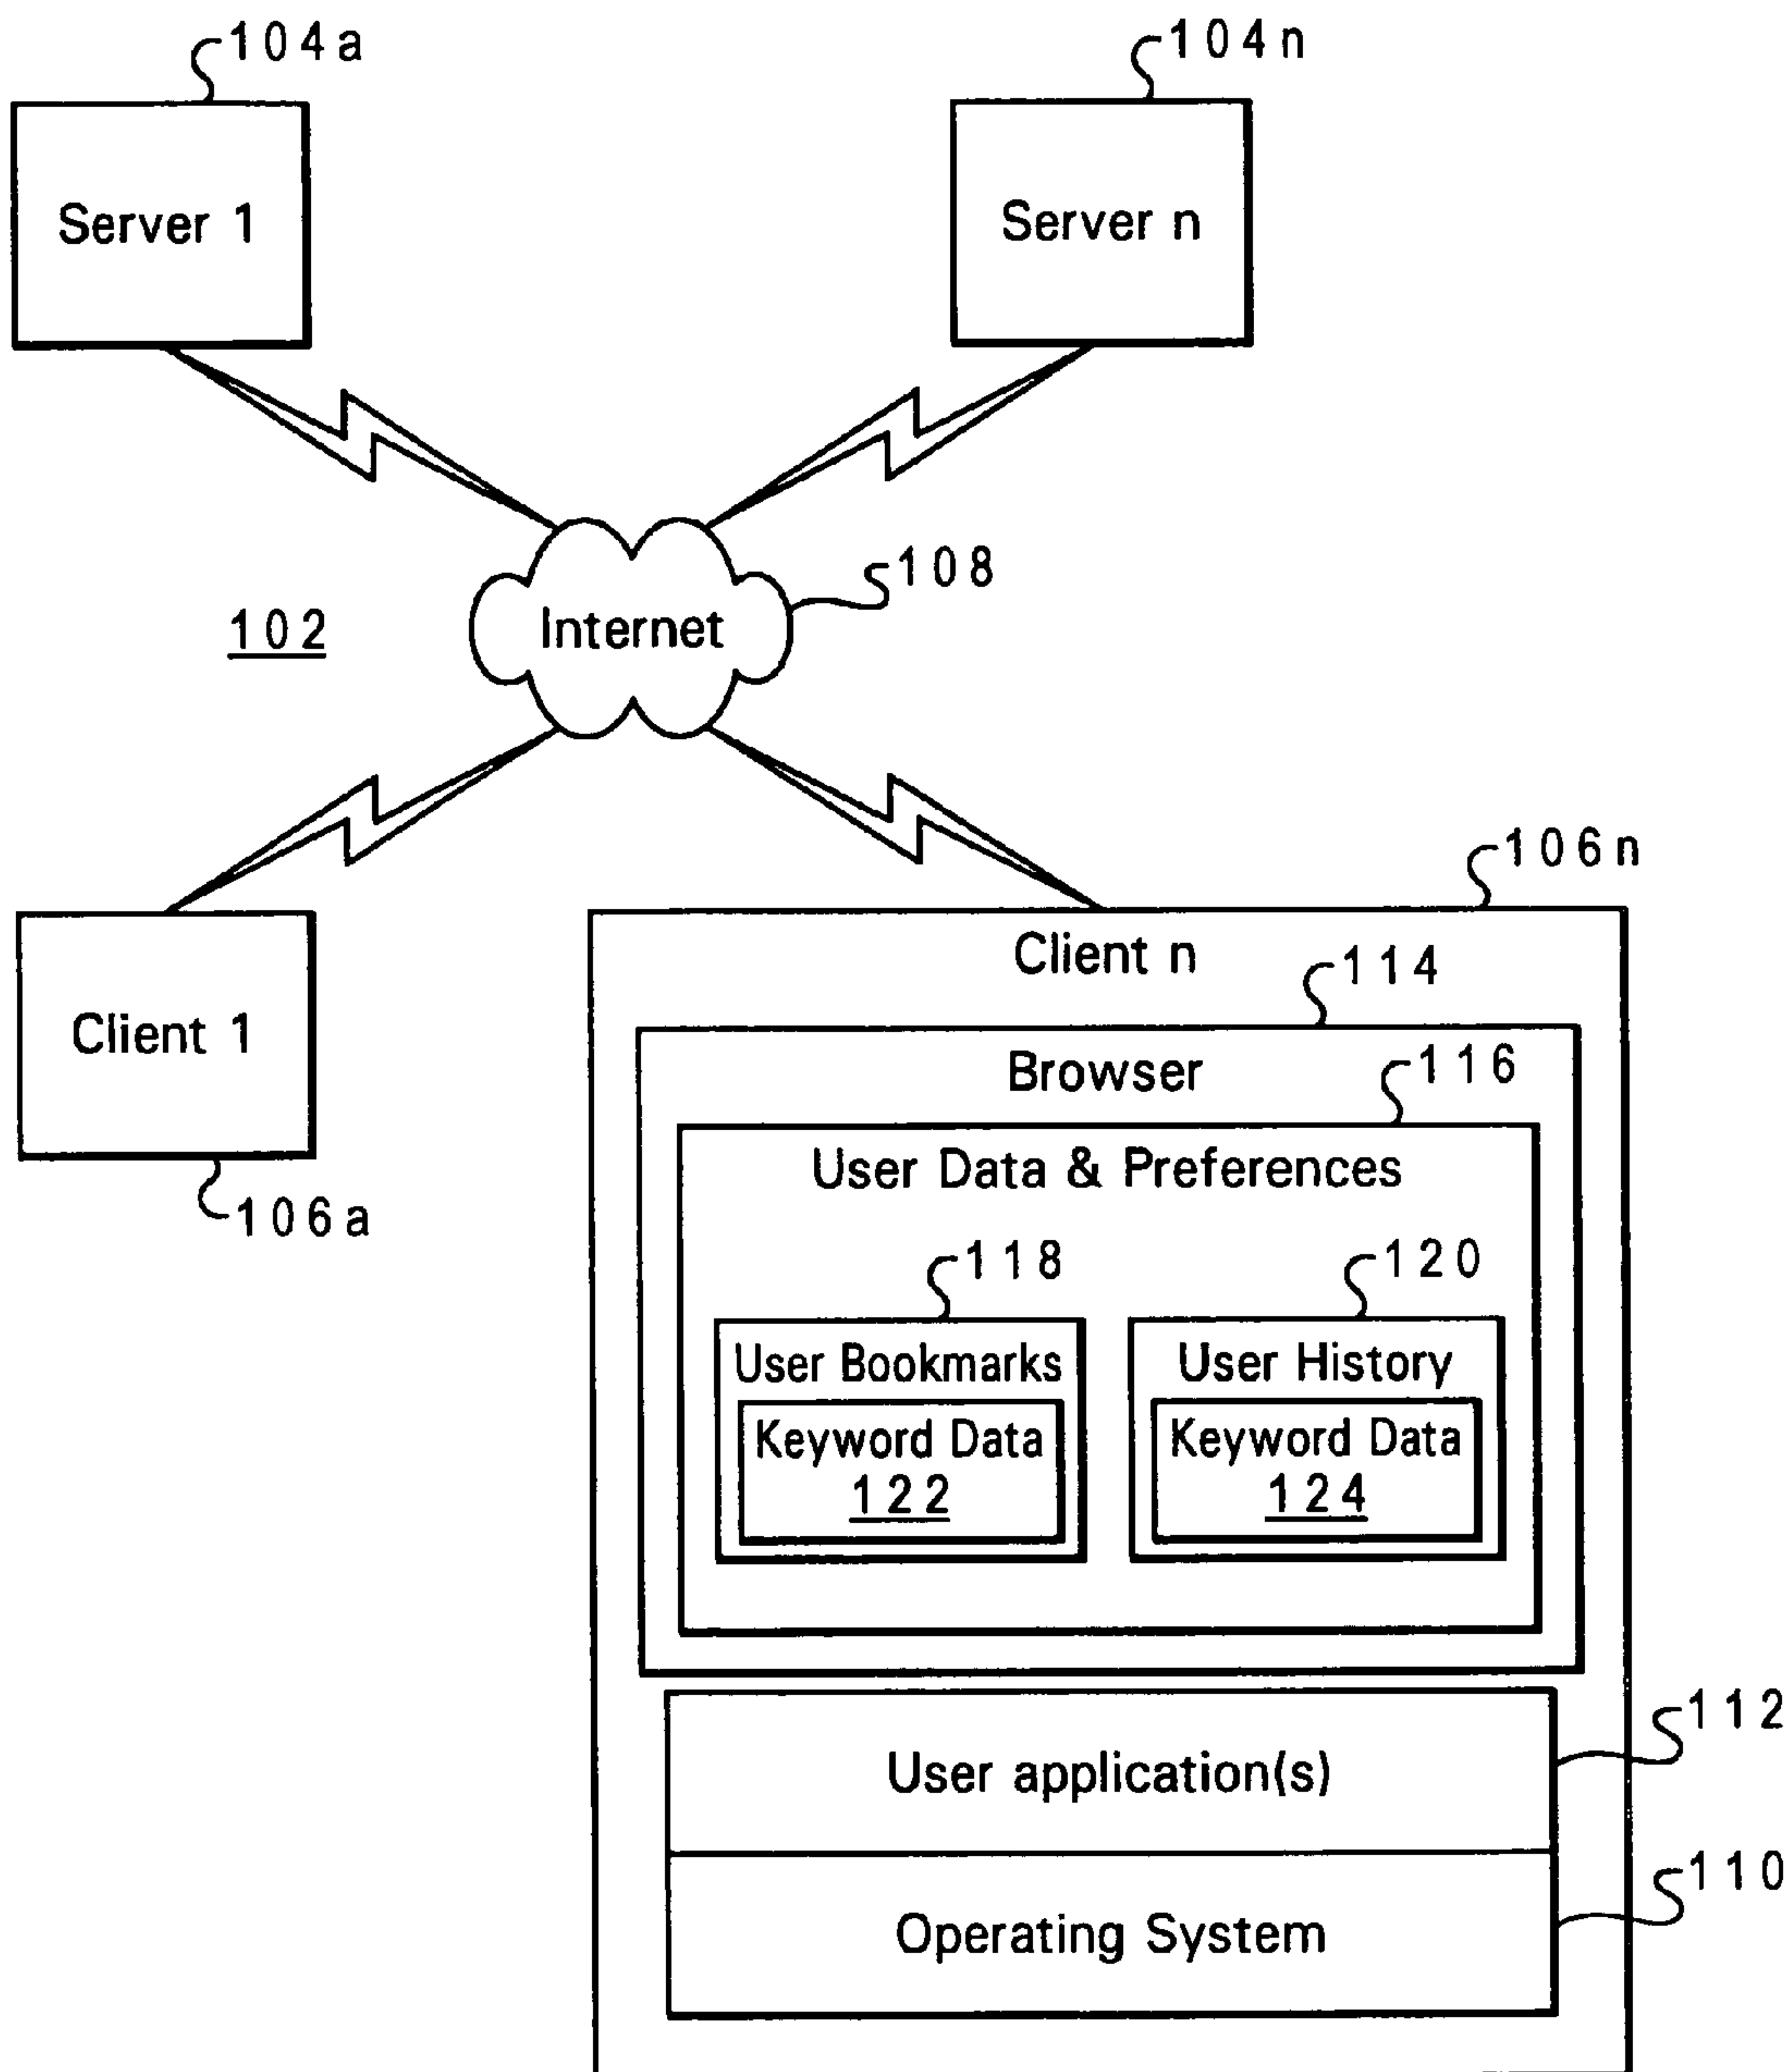 104a
104n
Server 1
Server n
108
Internet
102
106n
Client n
114
Client 1
Browser
116
User Data & Preferences
106a
118
120
User Bookmarks
User History
Keyword Data
122
Keyword Data
124
112
User application(s)
110
Operating System